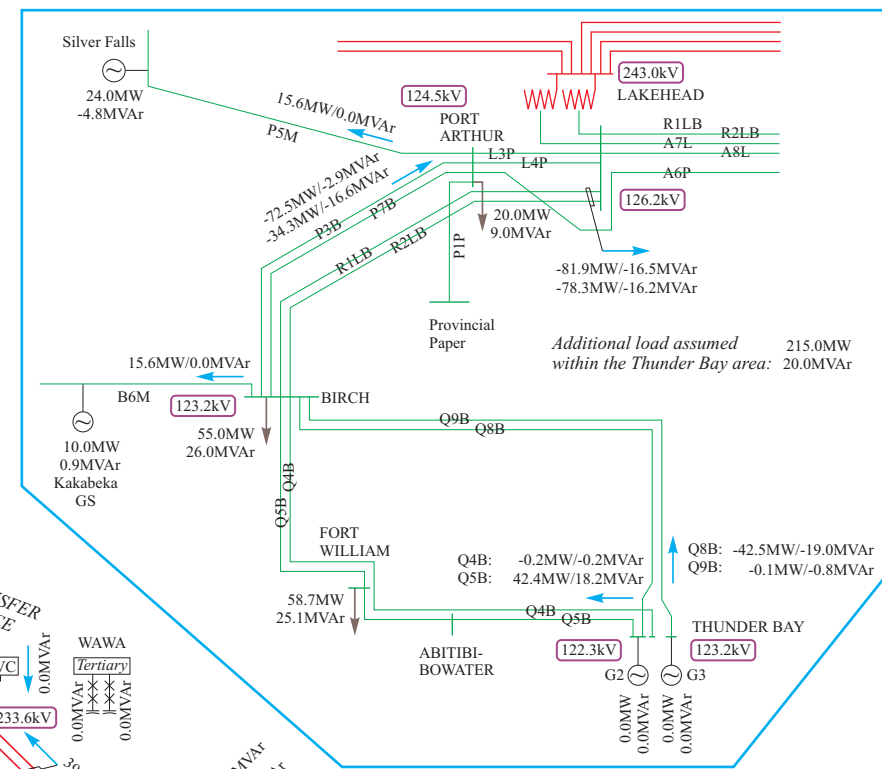 Silver Falls
24.0MW
-4.8MVAr
15.6MW/0.0MVAr
P5M
124.5kV
PORT
ARTHUR
243.0kV
LAKEHEAD
R1LB
R2LB
A7L
A8L
L3P
L4P
A6P
126.2kV
-72.5MW/-2.9MVAr
-34.3MW/-16.6MVAr
P3B
P7B
R1LB
R2LB
P1P
20.0MW
9.0MVAr
-81.9MW/-16.5MVAr
-78.3MW/-16.2MVAr
Provincial
Paper
Additional load assumed 215.0MW
within the Thunder Bay area: 20.0MVAr
15.6MW/0.0MVAr
B6M
123.2kV
BIRCH
10.0MW
0.9MVAr
Kakabeka
GS
55.0MW
26.0MVAr
Q9B
Q8B
Q5B
Q4B
FORT
WILLIAM
58.7MW
25.1MVAr
Q4B: -0.2MW/-0.2MVAr
Q5B: 42.4MW/18.2MVAr
Q8B: -42.5MW/-19.0MVAr
Q9B: -0.1MW/-0.8MVAr
Q4B
Q5B
ABITIBI-
BOWATER
THUNDER BAY
122.3kV
123.2kV
G2
G3
0.0MW
0.0MVAr
0.0MW
0.0MVAr
WAWA
Tertiary
0.0MVAr
0.0MVAr
0.0MVAr
233.6kV